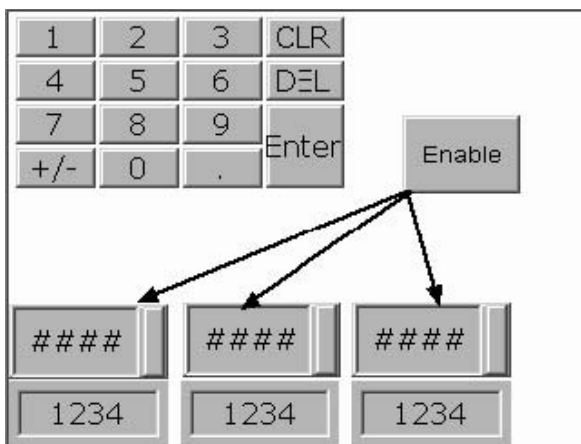 1 2 3 CLR
4 5 6 DEL
7 8 9 Enter
+/- 0 .
Enable
#### #### ####
1234 1234 1234